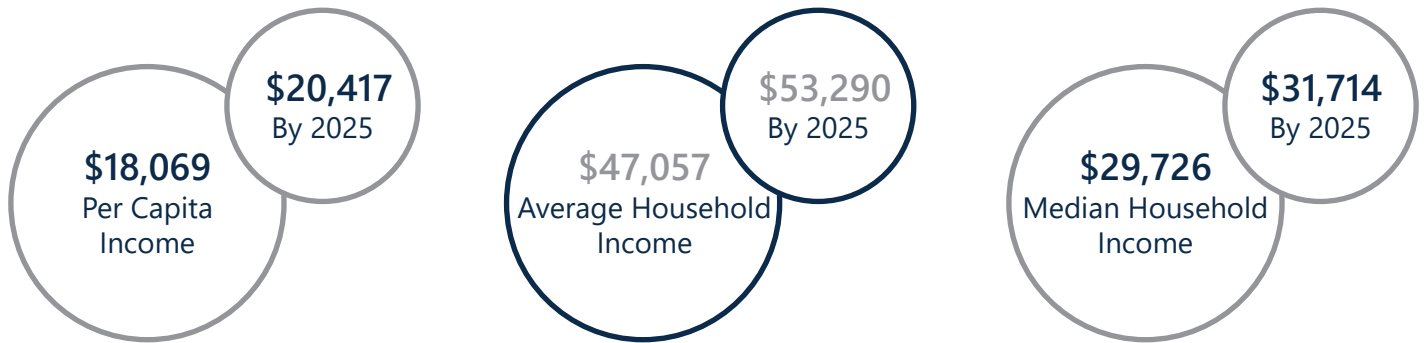 $20,417
By 2025
$18,069
Per Capita
Income
$53,290
By 2025
$47,057
Average Household
Income
$31,714
By 2025
$29,726
Median Household
Income